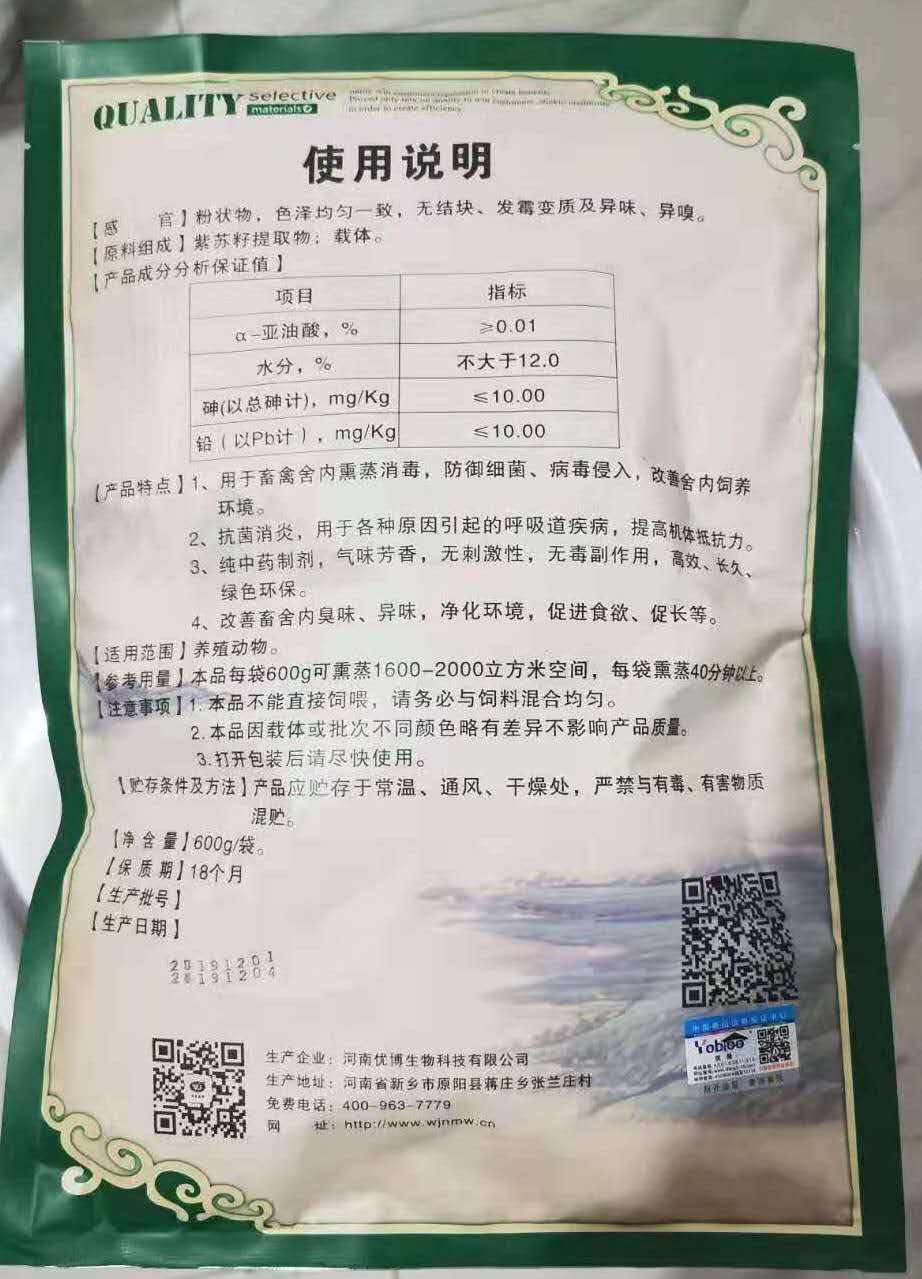 QUALITY Selective
materials
in order to create efficiency
使用说明
【感 官】粉状物，色泽均匀一致，无结块、发霉变质及异味、异嗅。
【原料组成】紫苏籽提取物；载体。
【产品成分分析保证值】
项目 指标
α-亚油酸，% ≥0.01
水分，% 不大于12.0
砷(以总砷计)，mg/Kg ≤10.00
铅（以Pb计），mg/Kg ≤10.00
【产品特点】1、用于畜禽舍内熏蒸消毒，防御细菌、病毒侵入，改善舍内饲养
环境。
2、抗菌消炎，用于各种原因引起的呼吸道疾病，提高机体抵抗力。
3、纯中药制剂，气味芳香，无刺激性，无毒副作用，高效、长久、
绿色环保。
4、改善畜舍内臭味、异味，净化环境，促进食欲、促长等。
【适用范围】养殖动物。
【参考用量】本品每袋600g可熏蒸1600-2000立方米空间，每袋熏蒸40分钟以上。
【注意事项】1.本品不能直接饲喂，请务必与饲料混合均匀。
2.本品因载体或批次不同颜色略有差异不影响产品质量。
3.打开包装后请尽快使用。
【贮存条件及方法】产品应贮存于常温、通风、干燥处，严禁与有毒、有害物质
混贮。
【净含量】600g/袋。
【保质期】18个月
【生产批号】
【生产日期】
20191201
20191204
Yobioo
生产企业：河南优博生物科技有限公司
生产地址：河南省新乡市原阳县蒋庄乡张兰庄村
免费电话：400-963-7779
网 址：http://www.wjnmw.cn